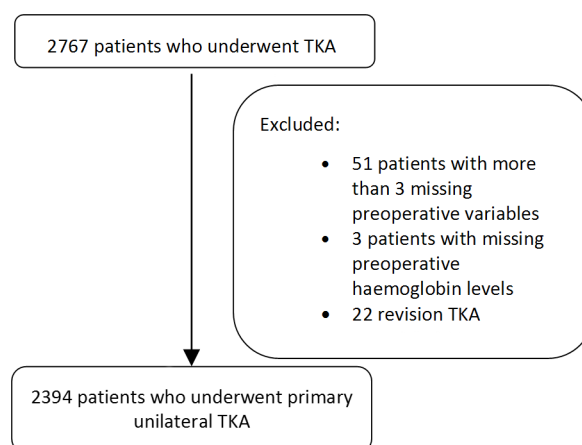 2767 patients who underwent TKA
Excluded:
• 51 patients with more
than 3 missing
preoperative variables
• 3 patients with missing
preoperative
haemoglobin levels
• 22 revision TKA
2394 patients who underwent primary
unilateral TKA